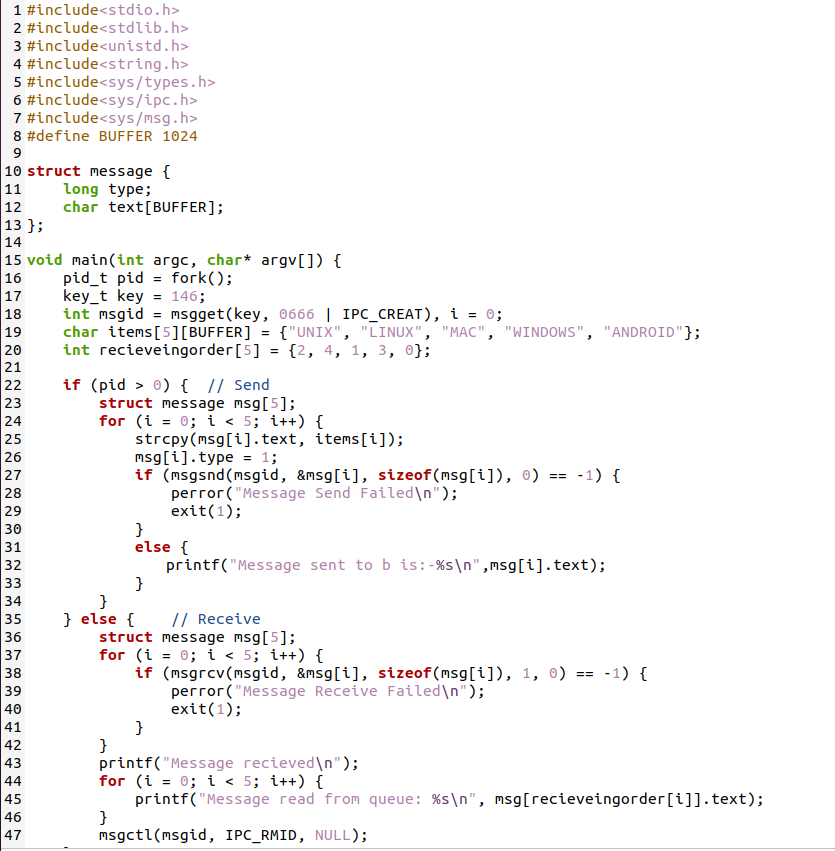 1 #include<stdio.h>
2 #include<stdlib.h>
3 #include<unistd.h>
4 #include<string.h>
5 #include<sys/types.h>
6 #include<sys/ipc.h>
7 #include<sys/msg.h>
8 #define BUFFER 1024
9
10 struct message {
11     long type;
12     char text[BUFFER];
13 };
14
15 void main(int argc, char* argv[]) {
16     pid_t pid = fork();
17     key_t key = 146;
18     int msgid = msgget(key, 0666 | IPC_CREAT), i = 0;
19     char items[5][BUFFER] = {"UNIX", "LINUX", "MAC", "WINDOWS", "ANDROID"};
20     int recieveingorder[5] = {2, 4, 1, 3, 0};
21
22     if (pid > 0) {  // Send
23         struct message msg[5];
24         for (i = 0; i < 5; i++) {
25             strcpy(msg[i].text, items[i]);
26             msg[i].type = 1;
27             if (msgsnd(msgid, &msg[i], sizeof(msg[i]), 0) == -1) {
28                 perror("Message Send Failed\n");
29                 exit(1);
30             }
31             else {
32                 printf("Message sent to b is:-%s\n",msg[i].text);
33             }
34         }
35     } else {    // Receive
36         struct message msg[5];
37         for (i = 0; i < 5; i++) {
38             if (msgrcv(msgid, &msg[i], sizeof(msg[i]), 1, 0) == -1) {
39                 perror("Message Receive Failed\n");
40                 exit(1);
41             }
42         }
43         printf("Message recieved\n");
44         for (i = 0; i < 5; i++) {
45             printf("Message read from queue: %s\n", msg[recieveingorder[i]].text);
46         }
47         msgctl(msgid, IPC_RMID, NULL);